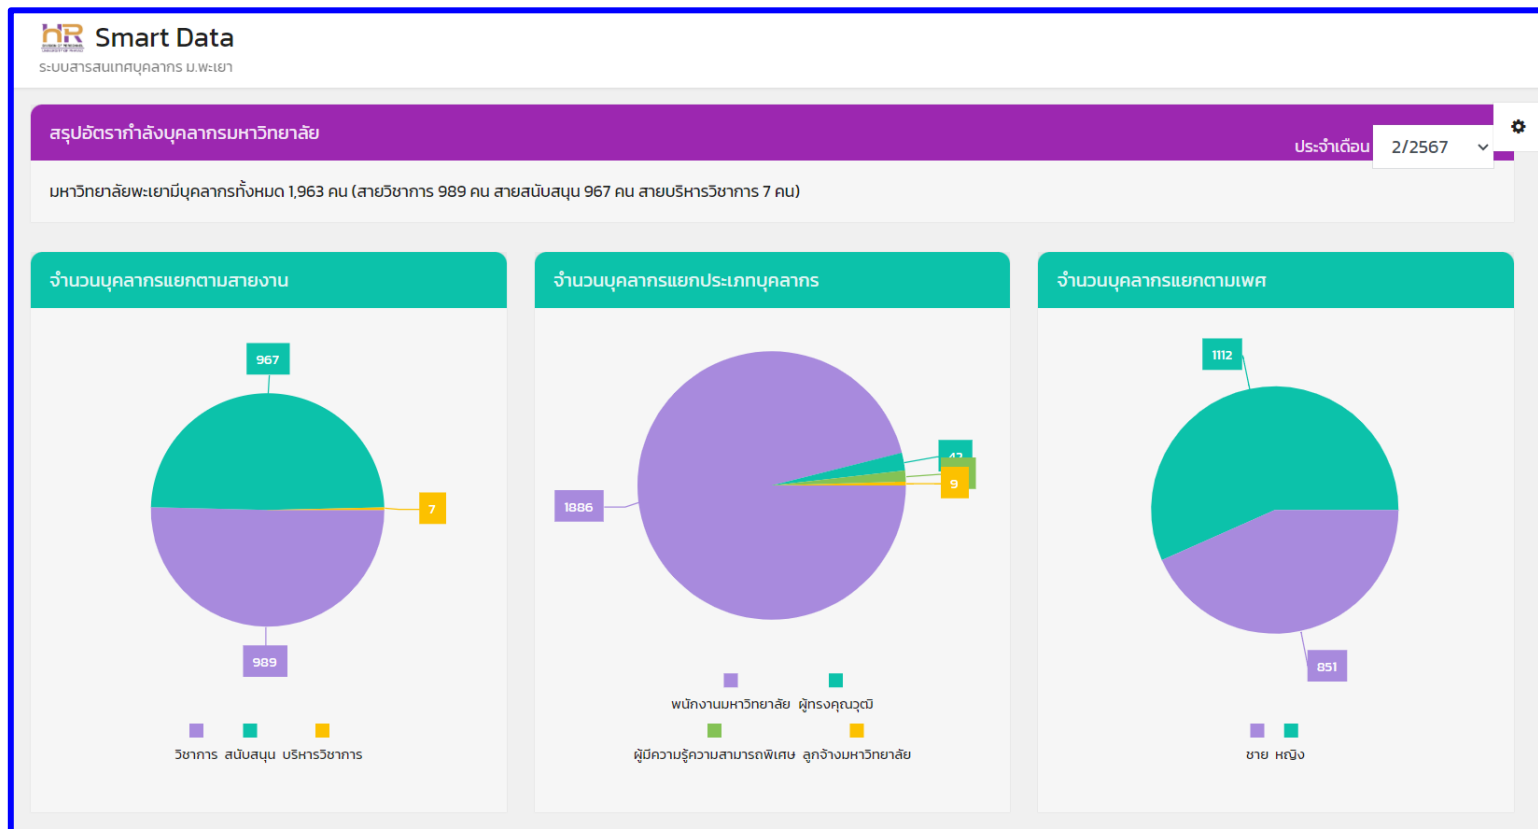 HR Smart Data
ระบบสารสนเทศบุคลากร ม.พะเยา
สรุปอัตรากำลังบุคลากรมหาวิทยาลัย
ประจำเดือน 2/2567
มหาวิทยาลัยพะเยามีบุคลากรทั้งหมด 1,963 คน (สายวิชาการ 989 คน สายสนับสนุน 967 คน สายบริหารวิชาการ 7 คน)
จำนวนบุคลากรแยกตามสายงาน
967
7
989
วิชาการ สนับสนุน บริหารวิชาการ
จำนวนบุคลากรแยกประเภทบุคลากร
42
9
1886
พนักงานมหาวิทยาลัย ผู้ทรงคุณวุฒิ
ผู้มีความรู้ความสามารถพิเศษ ลูกจ้างมหาวิทยาลัย
จำนวนบุคลากรแยกตามเพศ
1112
851
ชาย หญิง